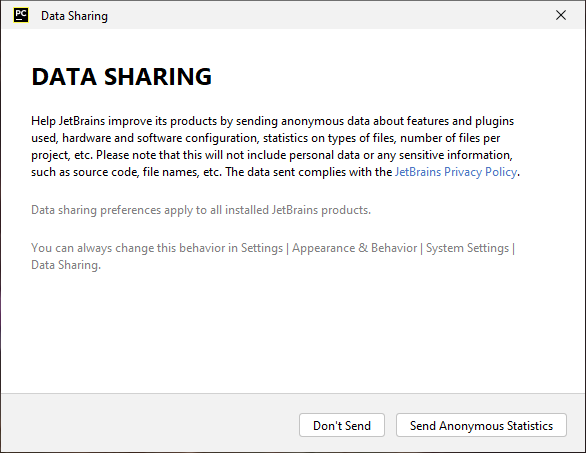 PC
Data Sharing
DATA SHARING
Help JetBrains improve its products by sending anonymous data about features and plugins
used, hardware and software configuration, statistics on types of files, number of files per
project, etc. Please note that this will not include personal data or any sensitive information,
such as source code, file names, etc. The data sent complies with the JetBrains Privacy Policy.
Data sharing preferences apply to all installed JetBrains products.
You can always change this behavior in Settings | Appearance & Behavior | System Settings |
Data Sharing.
Don't Send
Send Anonymous Statistics